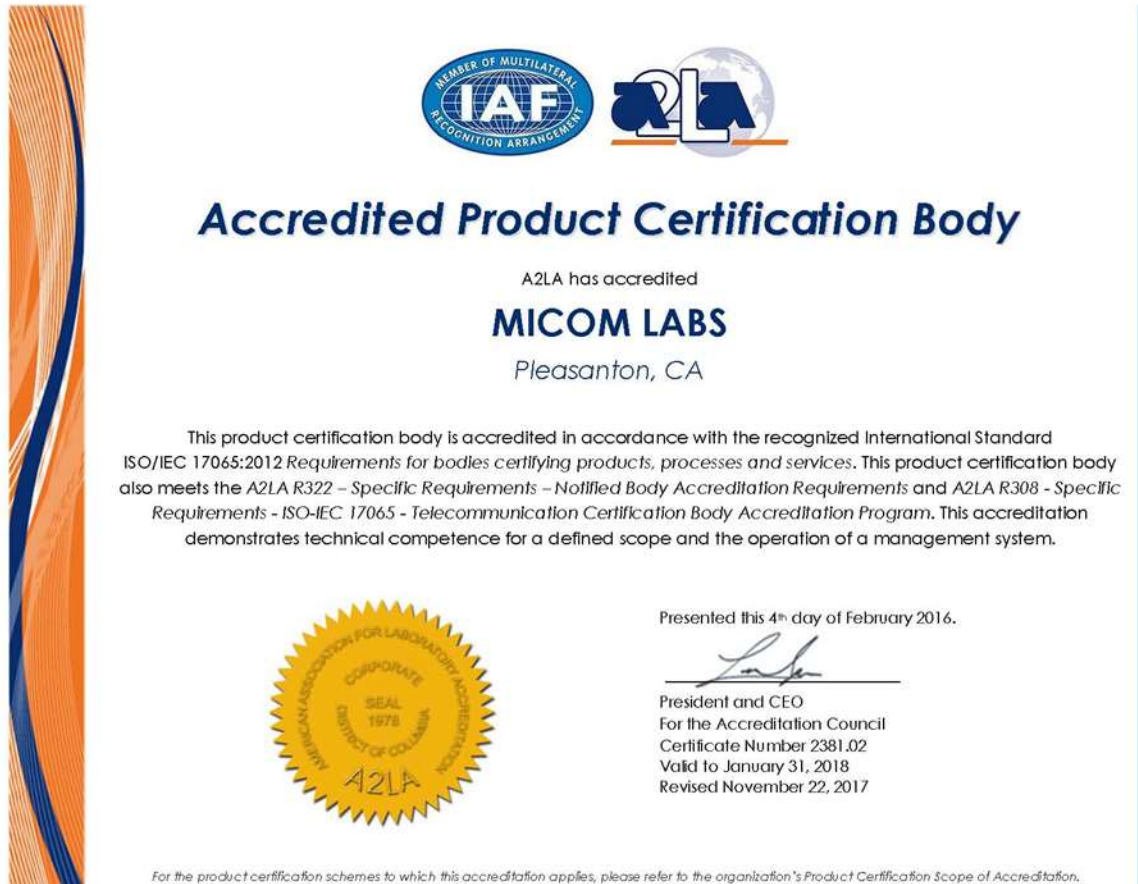 MEMBER OF MULTILATERAL
IAF
RECOGNITION ARRANGEMENT
a2la
Accredited Product Certification Body
A2LA has accredited
MICOM LABS
Pleasanton, CA
This product certification body is accredited in accordance with the recognized International Standard
ISO/IEC 17065:2012 Requirements for bodies certifying products, processes and services. This product certification body
also meets the A2LA R322 – Specific Requirements – Notified Body Accreditation Requirements and A2LA R308 - Specific
Requirements - ISO-IEC 17065 - Telecommunication Certification Body Accreditation Program. This accreditation
demonstrates technical competence for a defined scope and the operation of a management system.
AMERICAN ASSOCIATION FOR LABORATORY ACCREDITATION
CORPORATE
SEAL
1978
DISTRICT OF COLUMBIA
A2LA
Presented this 4th day of February 2016.
President and CEO
For the Accreditation Council
Certificate Number 2381.02
Valid to January 31, 2018
Revised November 22, 2017
For the product certification schemes to which this accreditation applies, please refer to the organization's Product Certification Scope of Accreditation.